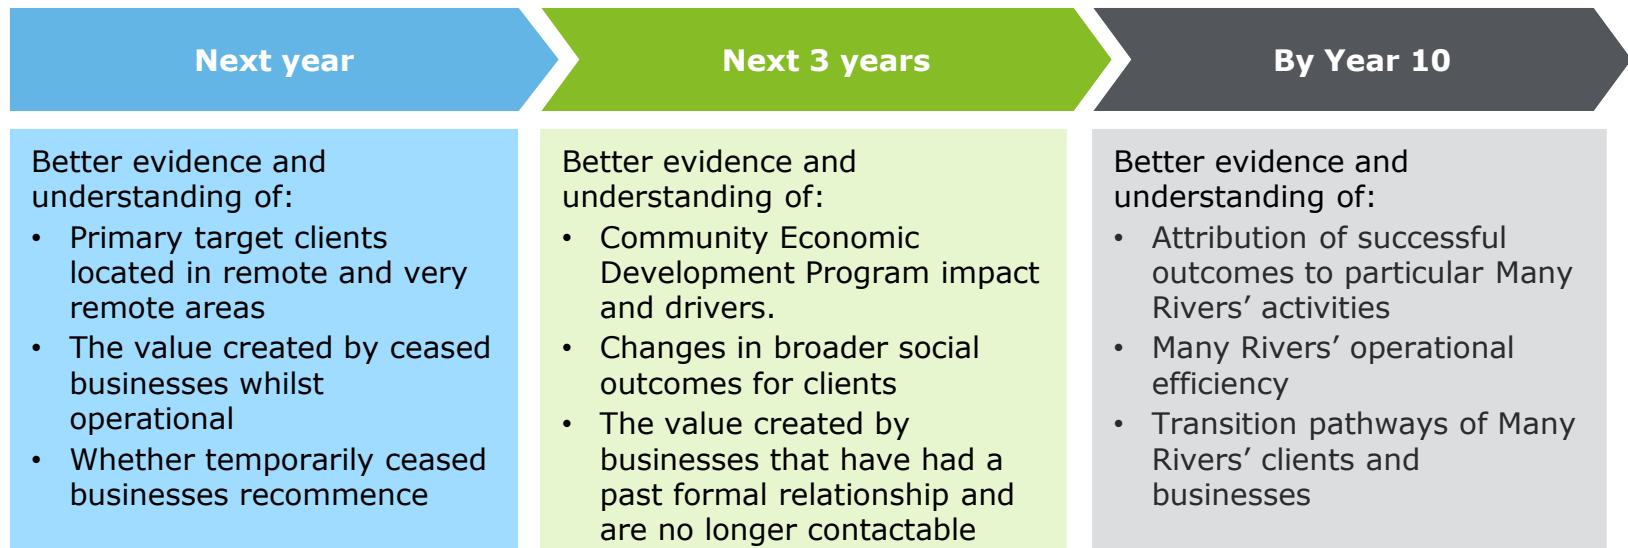 Next year
Next 3 years
By Year 10
Better evidence and
understanding of:
• Primary target clients
located in remote and very
remote areas
• The value created by ceased
businesses whilst
operational
• Whether temporarily ceased
businesses recommence
Better evidence and
understanding of:
• Community Economic
Development Program impact
and drivers.
• Changes in broader social
outcomes for clients
• The value created by
businesses that have had a
past formal relationship and
are no longer contactable
Better evidence and
understanding of:
• Attribution of successful
outcomes to particular Many
Rivers’ activities
• Many Rivers’ operational
efficiency
• Transition pathways of Many
Rivers’ clients and
businesses